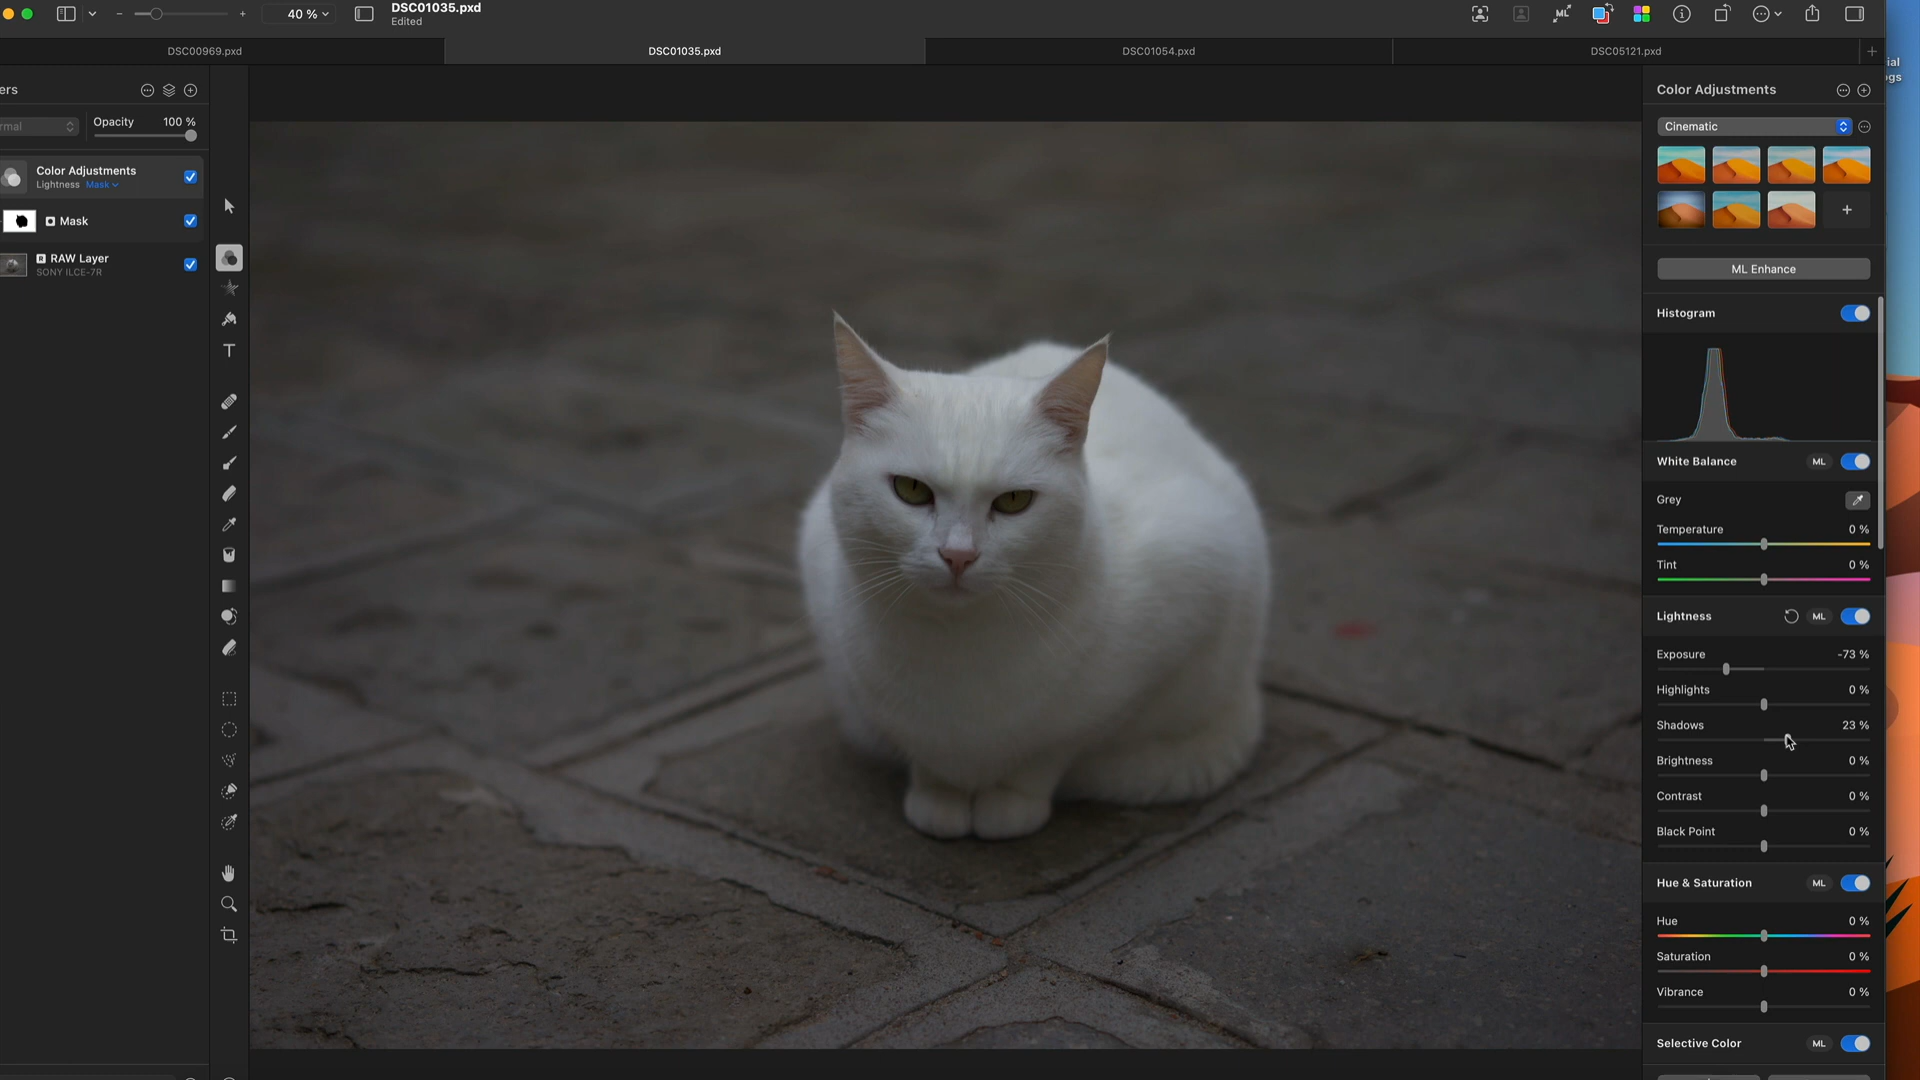 40 %
DSC01035.pxd
Edited
ML
DSC00969.pxd
DSC01035.pxd
DSC01054.pxd
DSC05121.pxd
ial
ogs
ers
rmal
Opacity 100 %
Color Adjustments
Lightness Mask
Mask
R RAW Layer
SONY ILCE-7R
T
Color Adjustments
Cinematic
ML Enhance
Histogram
White Balance ML
Grey
Temperature 0 %
Tint 0 %
Lightness ML
Exposure -73 %
Highlights 0 %
Shadows 23 %
Brightness 0 %
Contrast 0 %
Black Point 0 %
Hue & Saturation ML
Hue 0 %
Saturation 0 %
Vibrance 0 %
Selective Color ML